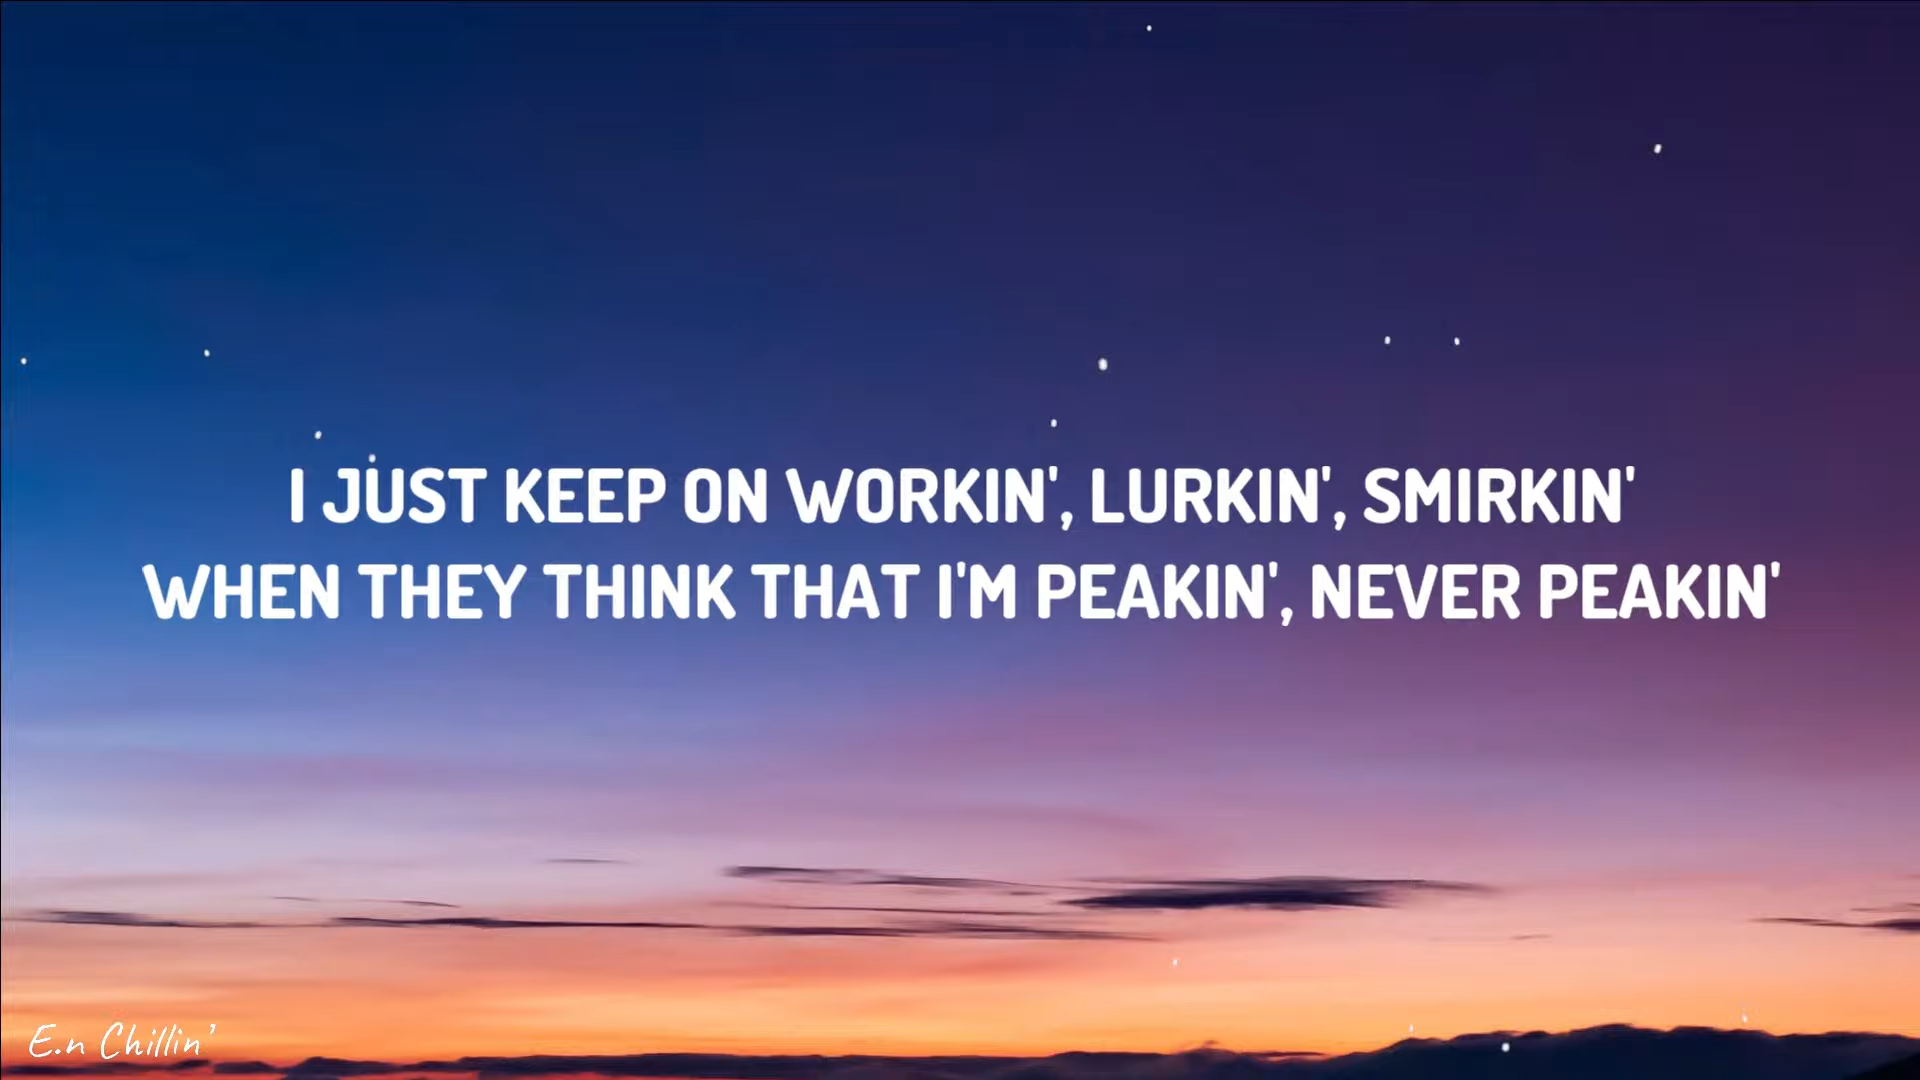 I JUST KEEP ON WORKIN', LURKIN', SMIRKIN'
WHEN THEY THINK THAT I'M PEAKIN', NEVER PEAKIN'
E.n Chillin'